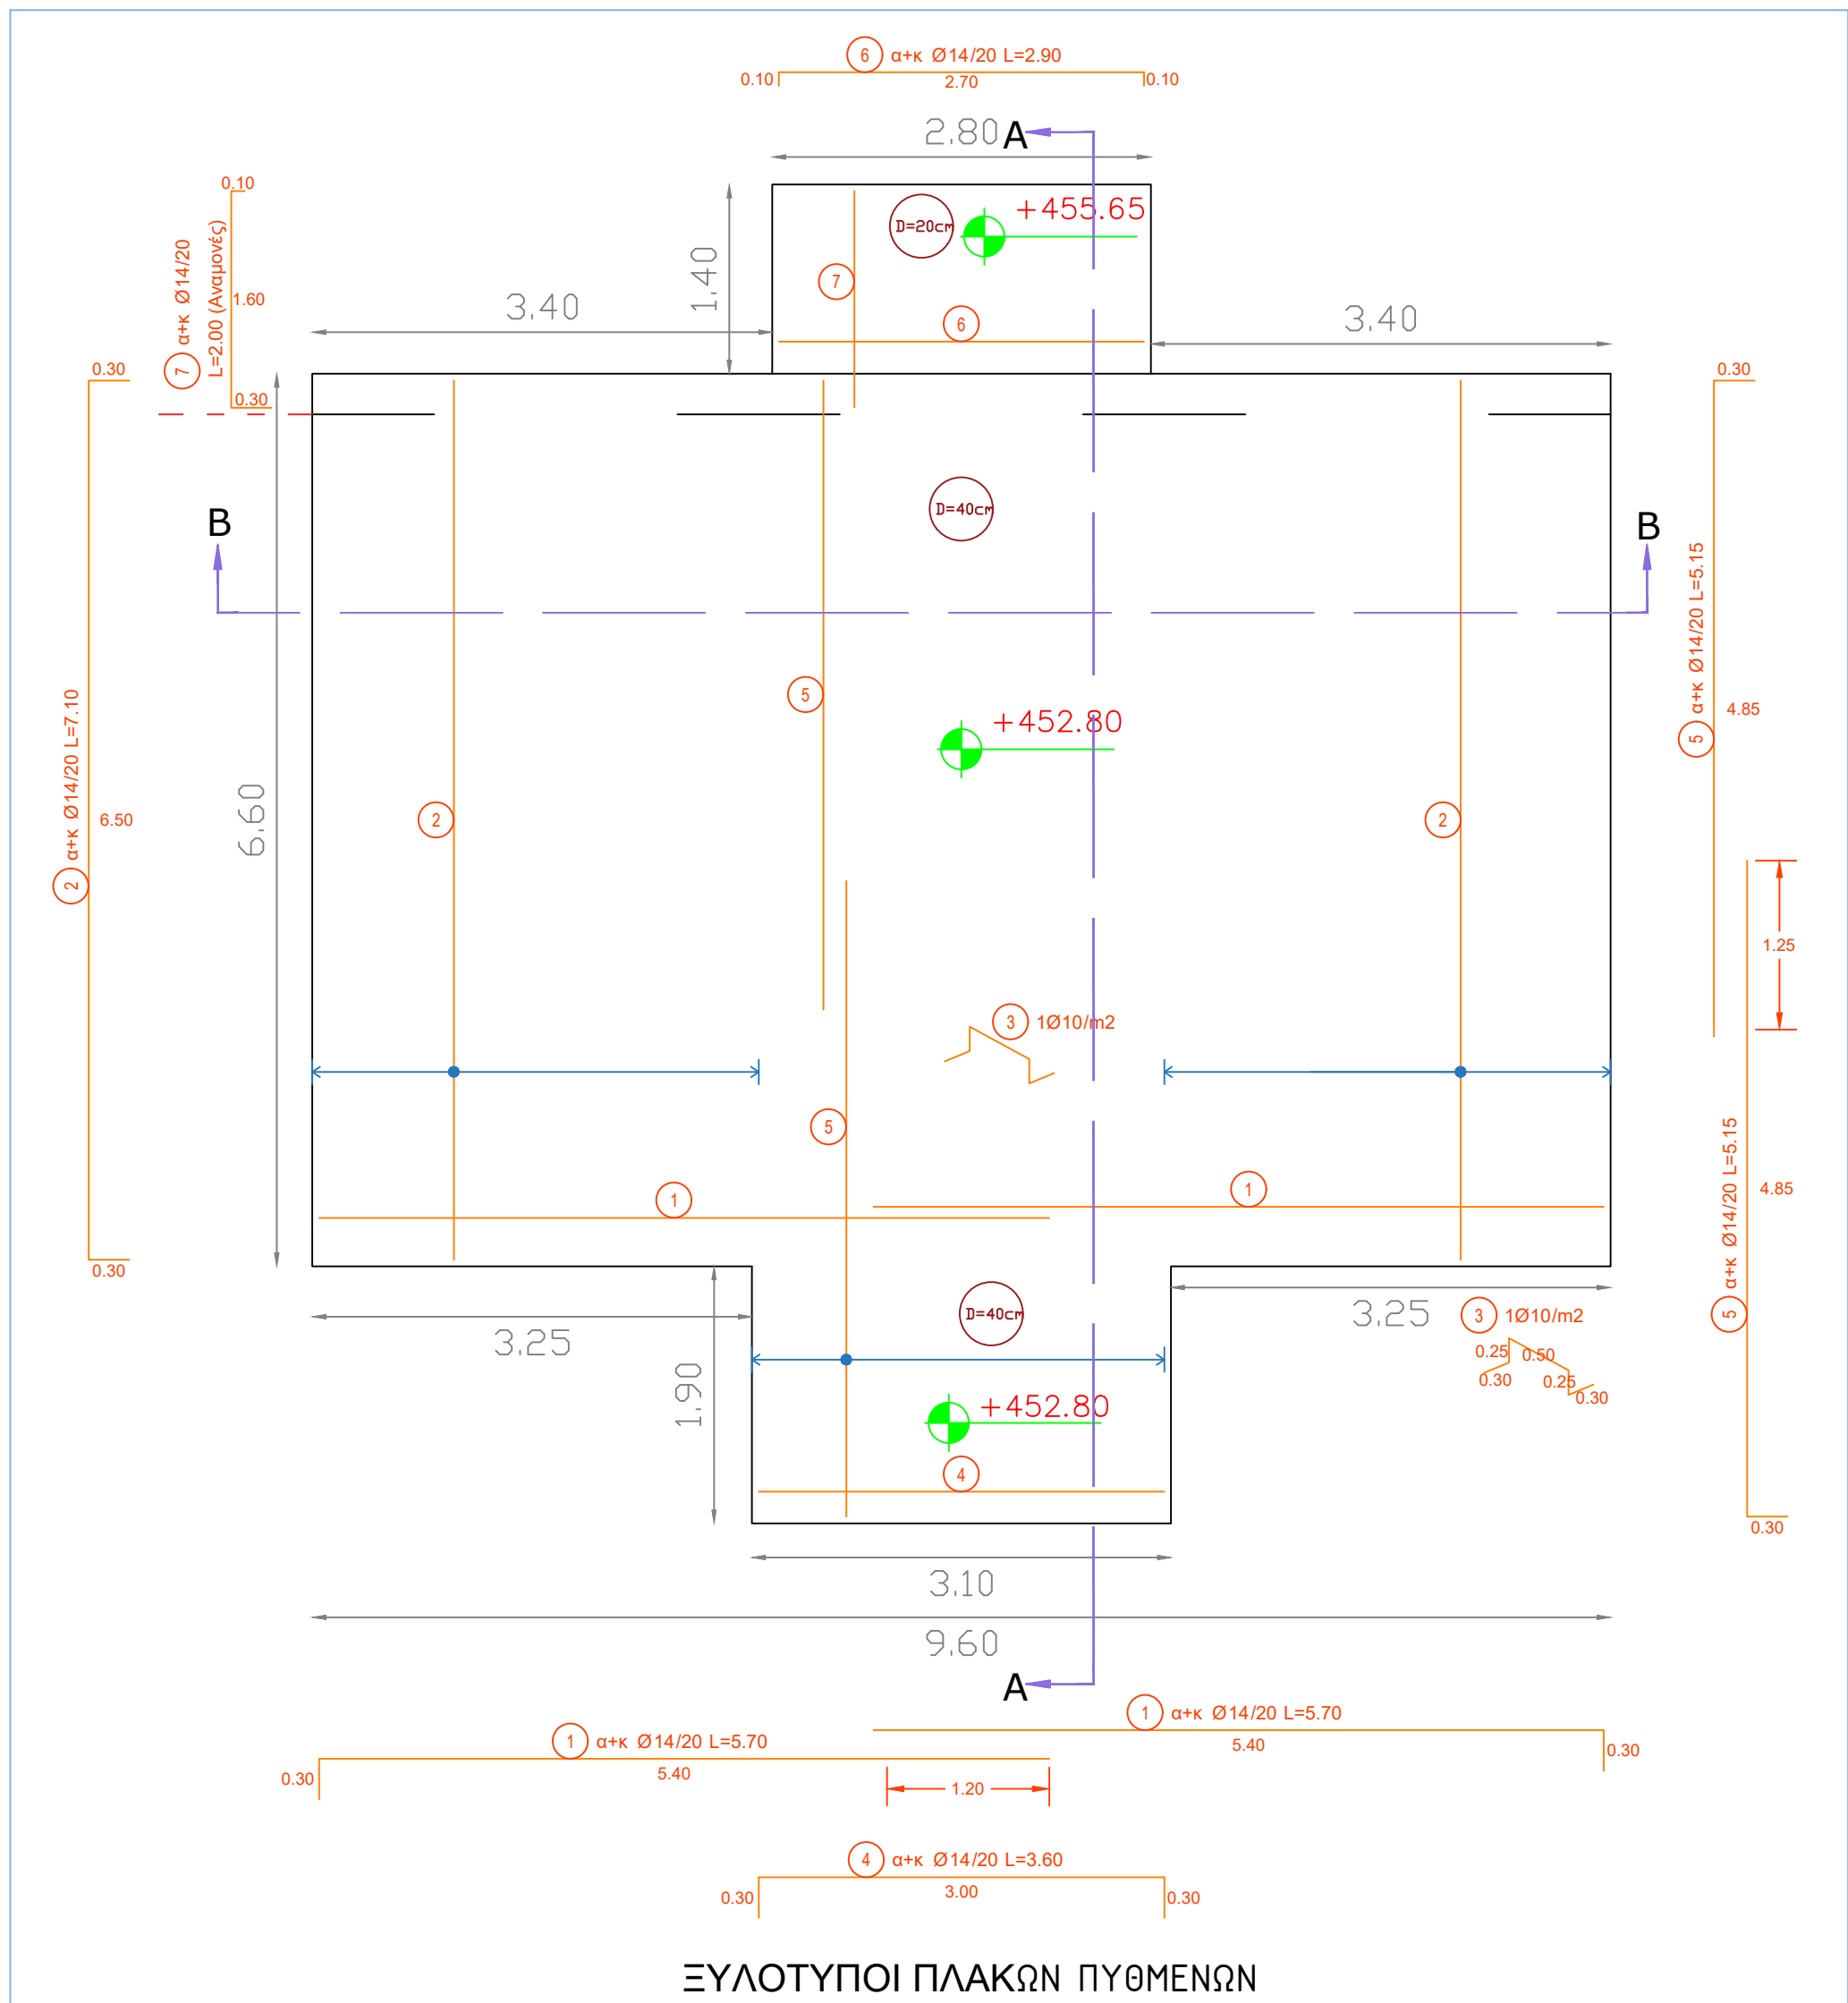 6 α+κ Ø14/20 L=2.90
0.10 2.70 0.10
2.80 A
0.10
D=20cm +455.65
7 α+κ Ø14/20
L=2.00 (Αναμονές)
1.60
0.30
1.40
7
6
3.40
3.40
0.30
0.30
D=40cm
B
B
5 α+κ Ø14/20 L=5.15
4.85
2 α+κ Ø14/20 L=7.10
6.50
6.60
5
+452.80
2
2
1.25
3 1Ø10/m2
5
5 α+κ Ø14/20 L=5.15
4.85
1
1
0.30
D=40cm
3.25
3.25
3 1Ø10/m2
0.25 0.50
0.30 0.25
0.30
1.90
+452.80
4
0.30
3.10
9.60
A
1 α+κ Ø14/20 L=5.70
5.40 0.30
1 α+κ Ø14/20 L=5.70
0.30 5.40
1.20
4 α+κ Ø14/20 L=3.60
0.30 3.00 0.30
ΞΥΛΟΤΥΠΟΙ ΠΛΑΚΩΝ ΠΥΘΜΕΝΩΝ